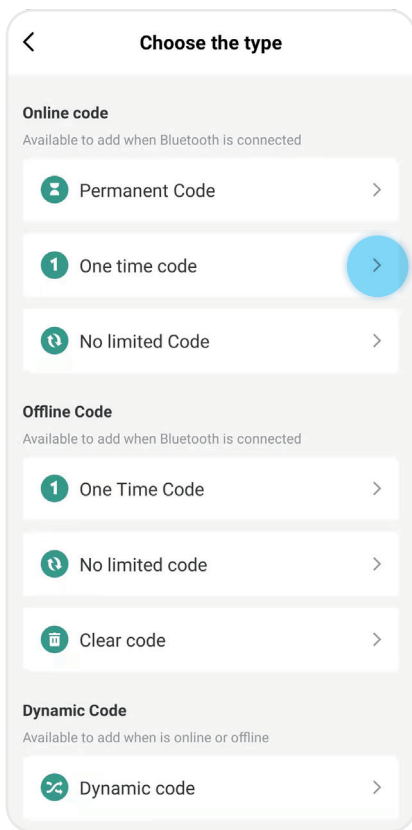 Choose the type
Online code
Available to add when Bluetooth is connected
Permanent Code
1 One time code
No limited Code
Offline Code
Available to add when Bluetooth is connected
1 One Time Code
No limited code
Clear code
Dynamic Code
Available to add when is online or offline
Dynamic code